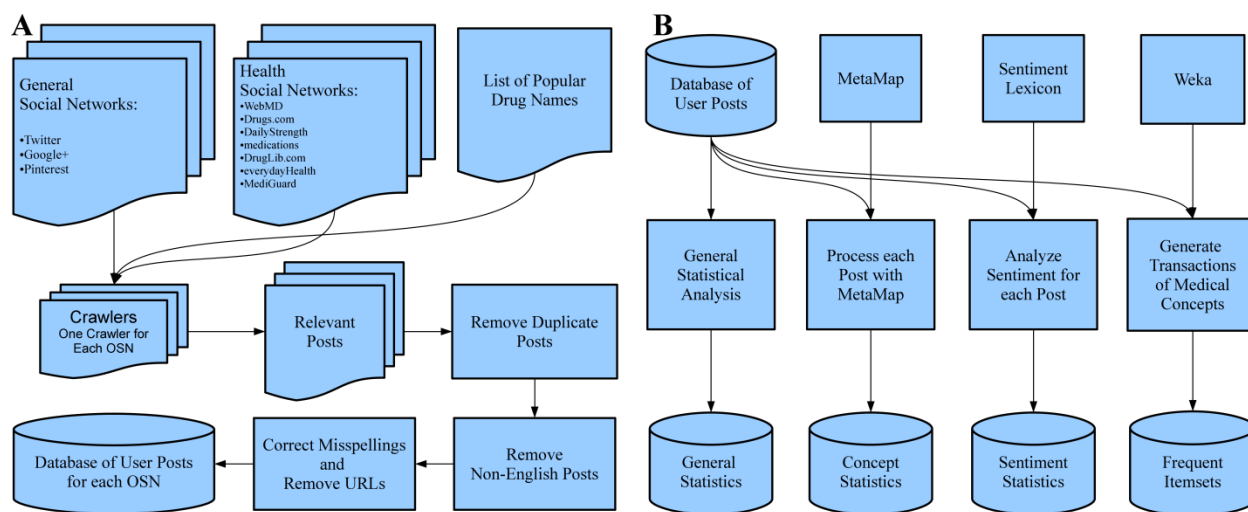 A
General
Social Networks:
•Twitter
•Google+
•Pinterest
Health
Social Networks:
•WebMD
•Drugs.com
•DailyStrength
•medications
•DrugLib.com
•everydayHealth
•MediGuard
List of Popular
Drug Names
Crawlers
One Crawler for
Each OSN
Relevant
Posts
Remove Duplicate
Posts
Database of User Posts
for each OSN
Correct Misspellings
and
Remove URLs
Remove
Non-English Posts
B
Database of
User Posts
MetaMap
Sentiment
Lexicon
Weka
General
Statistical
Analysis
Process each
Post with
MetaMap
Analyze
Sentiment for
each Post
Generate
Transactions
of Medical
Concepts
General
Statistics
Concept
Statistics
Sentiment
Statistics
Frequent
Itemsets